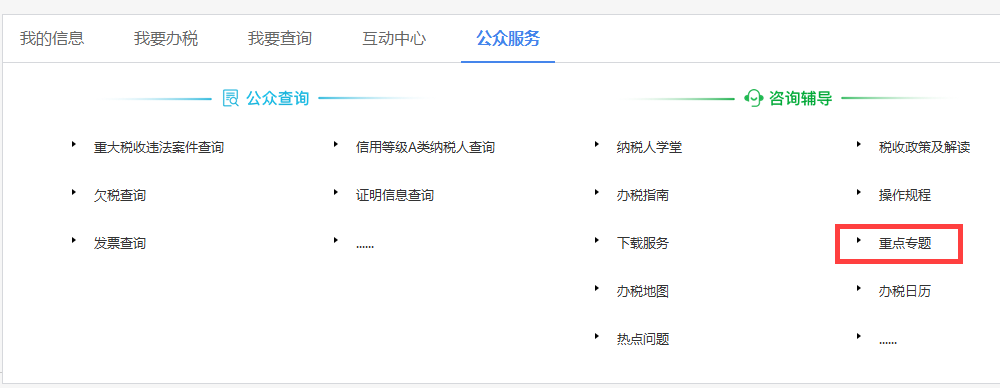 我的信息 我要办税 我要查询 互动中心 公众服务
公众查询 咨询辅导
重大税收违法案件查询 信用等级A类纳税人查询 纳税人学堂 税收政策及解读
欠税查询 证明信息查询 办税指南 操作规程
发票查询 ...... 下载服务 重点专题
办税地图 办税日历
热点问题 ......